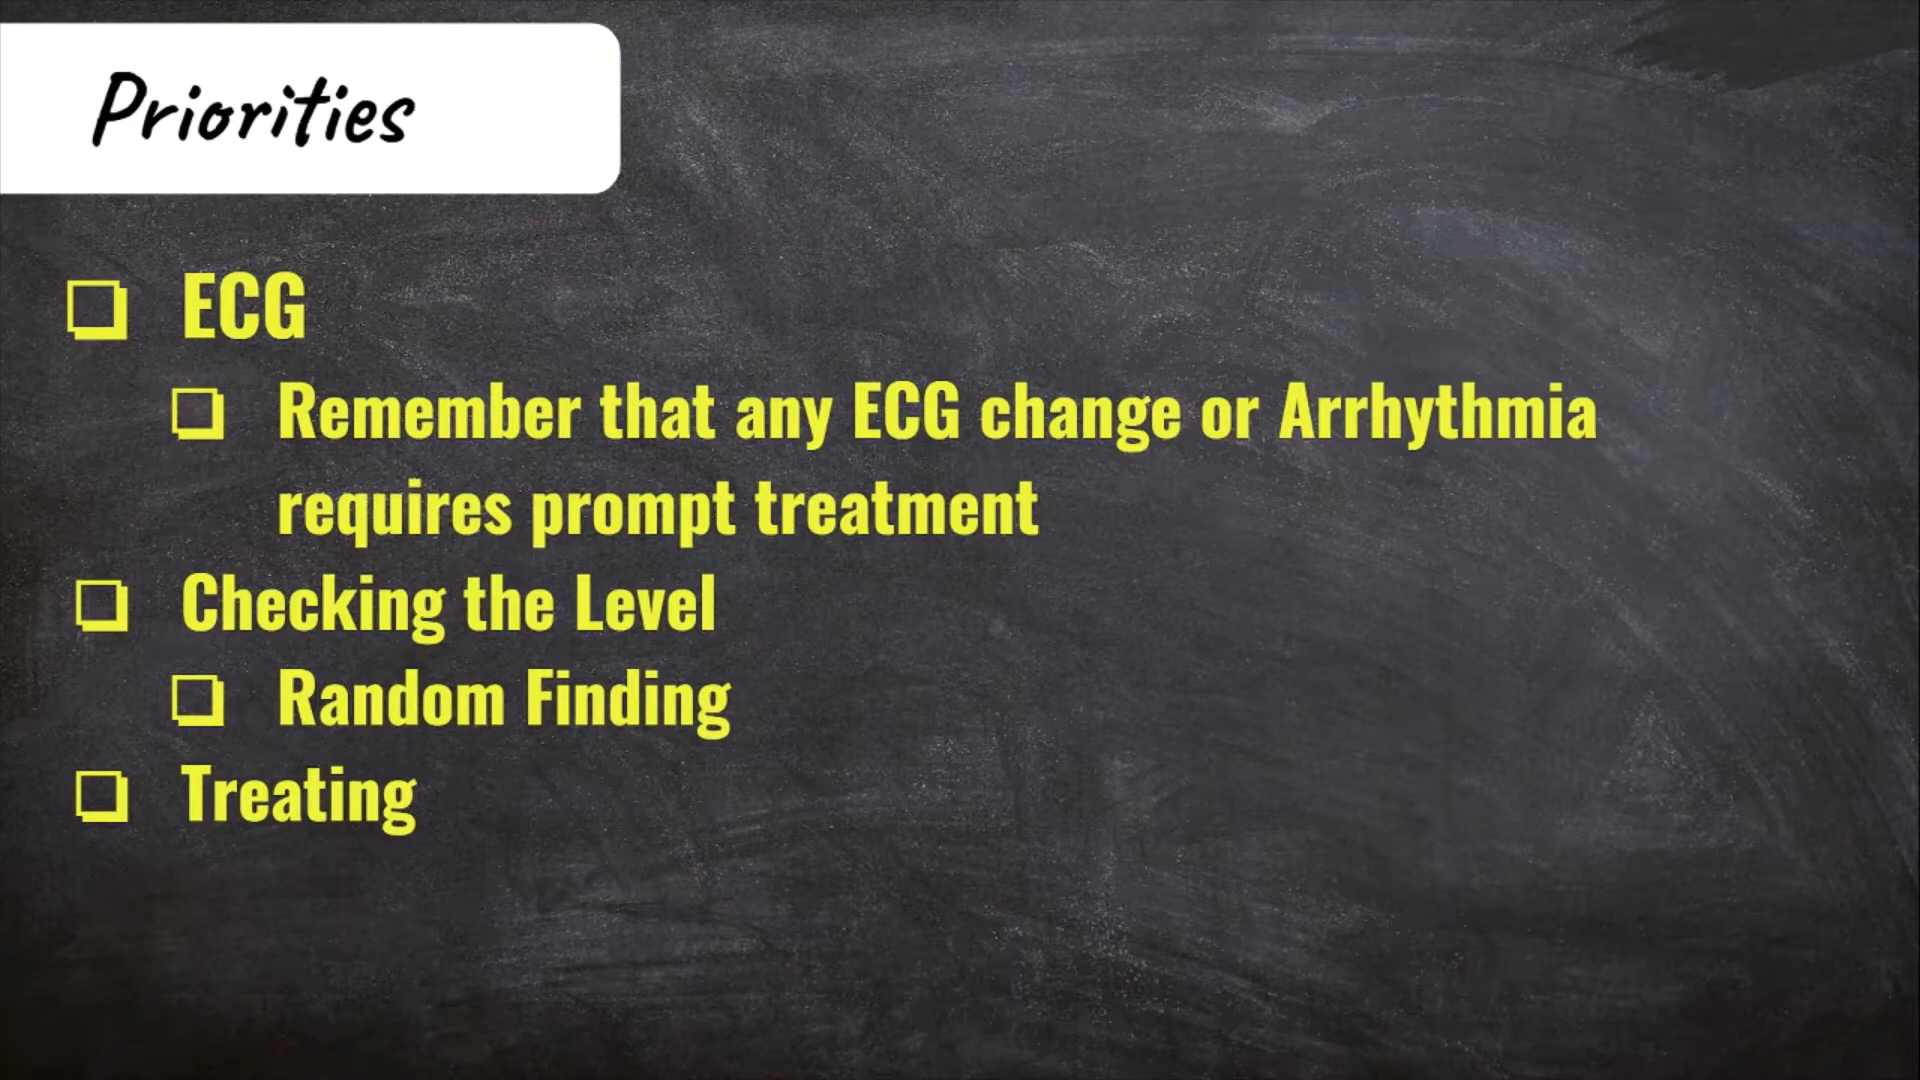 Priorities
ECG
Remember that any ECG change or Arrhythmia
requires prompt treatment
Checking the Level
Random Finding
Treating